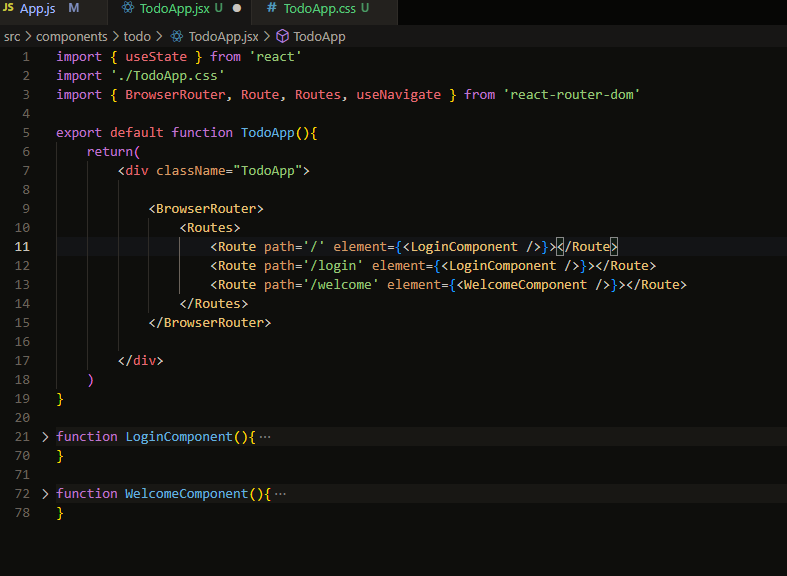 JS App.js M TodoApp.jsx U ● # TodoApp.css U
src > components > todo > TodoApp.jsx > TodoApp
1 import { useState } from 'react'
2 import './TodoApp.css'
3 import { BrowserRouter, Route, Routes, useNavigate } from 'react-router-dom'
4
5 export default function TodoApp(){
6 return(
7 <div className="TodoApp">
8
9 <BrowserRouter>
10 <Routes>
11 <Route path='/' element={<LoginComponent />}></Route>
12 <Route path='/login' element={<LoginComponent />}></Route>
13 <Route path='/welcome' element={<WelcomeComponent />}></Route>
14 </Routes>
15 </BrowserRouter>
16
17 </div>
18 )
19 }
20
21 > function LoginComponent(){ ···
70 }
71
72 > function WelcomeComponent(){ ···
78 }